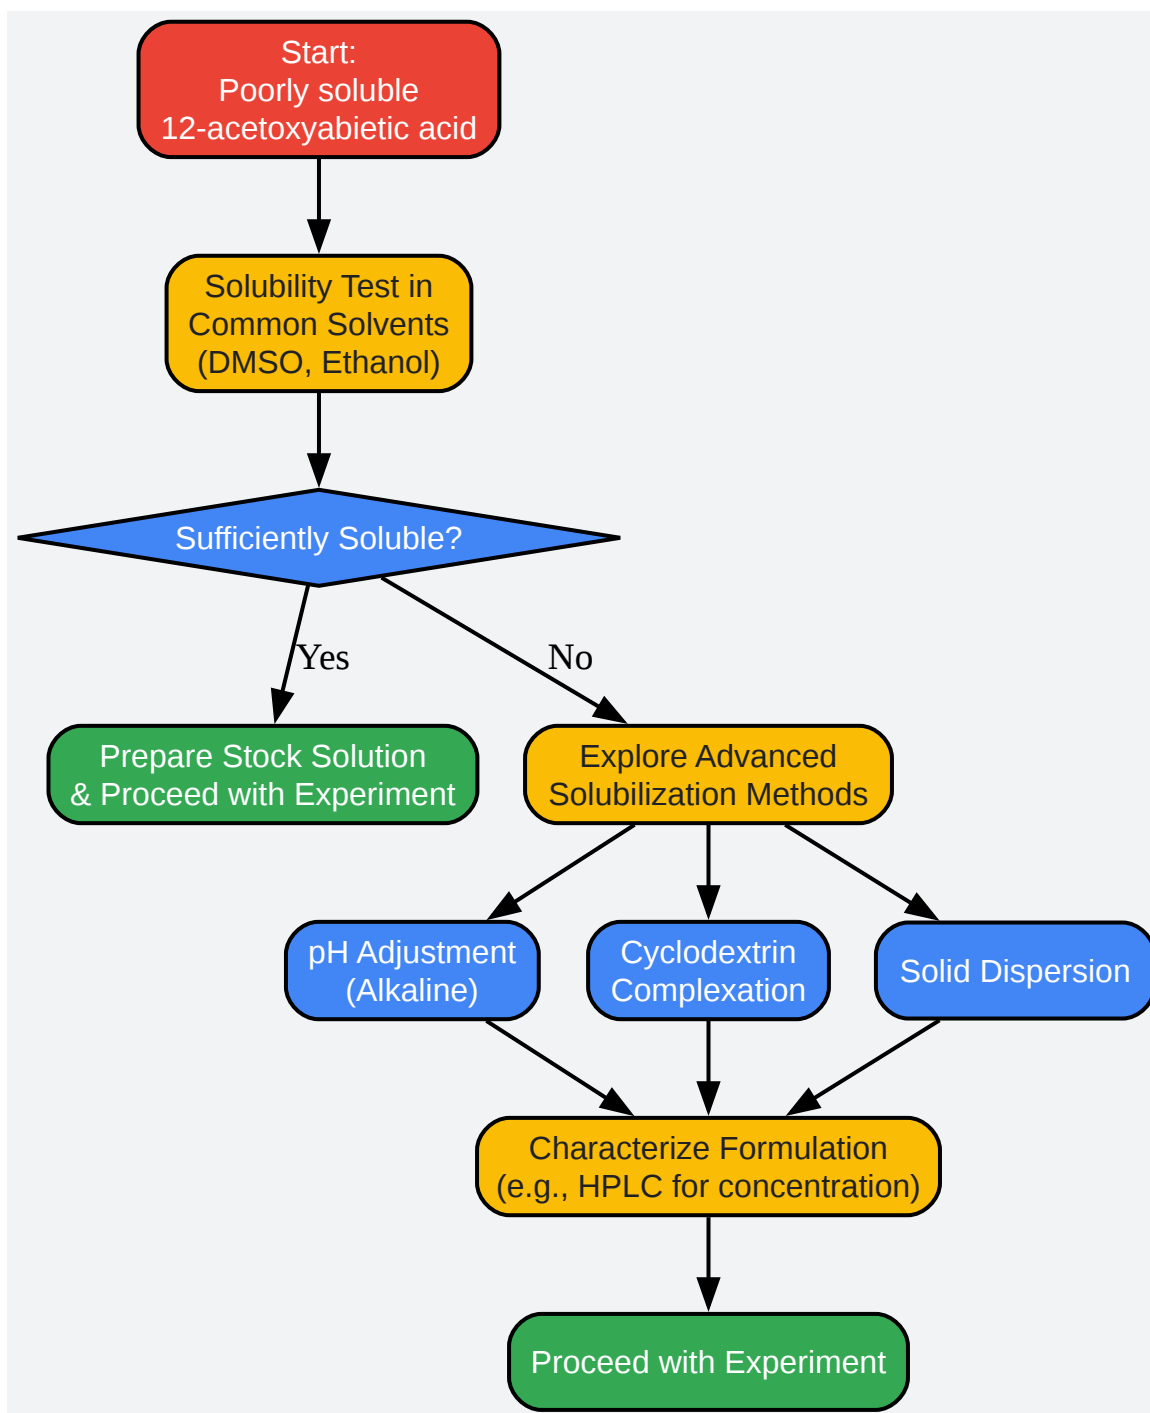 Start:
Poorly soluble
12-acetoxyabietic acid
Solubility Test in
Common Solvents
(DMSO, Ethanol)
Sufficiently Soluble?
Yes
No
Prepare Stock Solution
& Proceed with Experiment
Explore Advanced
Solubilization Methods
pH Adjustment
(Alkaline)
Cyclodextrin
Complexation
Solid Dispersion
Characterize Formulation
(e.g., HPLC for concentration)
Proceed with Experiment